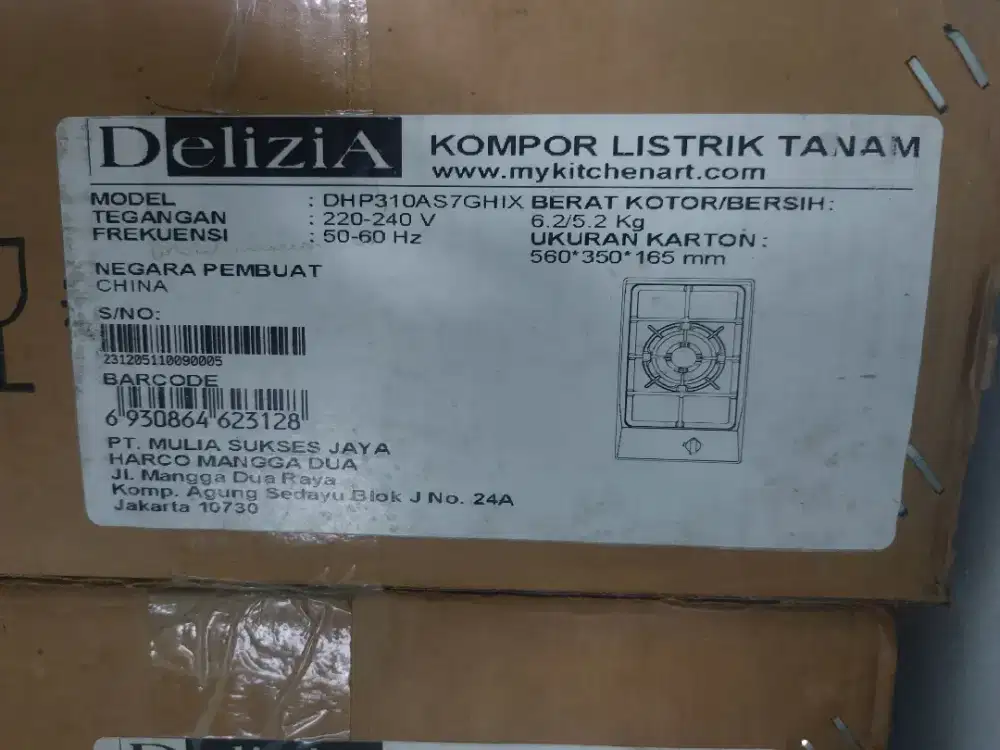 DeliziA
KOMPOR LISTRIK TANAM
www.mykitchenart.com
MODEL : DHP310AS7GHIX
TEGANGAN : 220-240 V
FREKUENSI : 50-60 Hz
BERAT KOTOR/BERSIH:
6.2/5.2 Kg
UKURAN KARTON :
560*350*165 mm
NEGARA PEMBUAT
CHINA
S/NO:
231205110090005
BARCODE
6 930864 623128
PT. MULIA SUKSES JAYA
HARCO MANGGA DUA
Jl. Mangga Dua Raya
Komp. Agung Sedayu Blok J No. 24A
Jakarta 10730
DeliziA